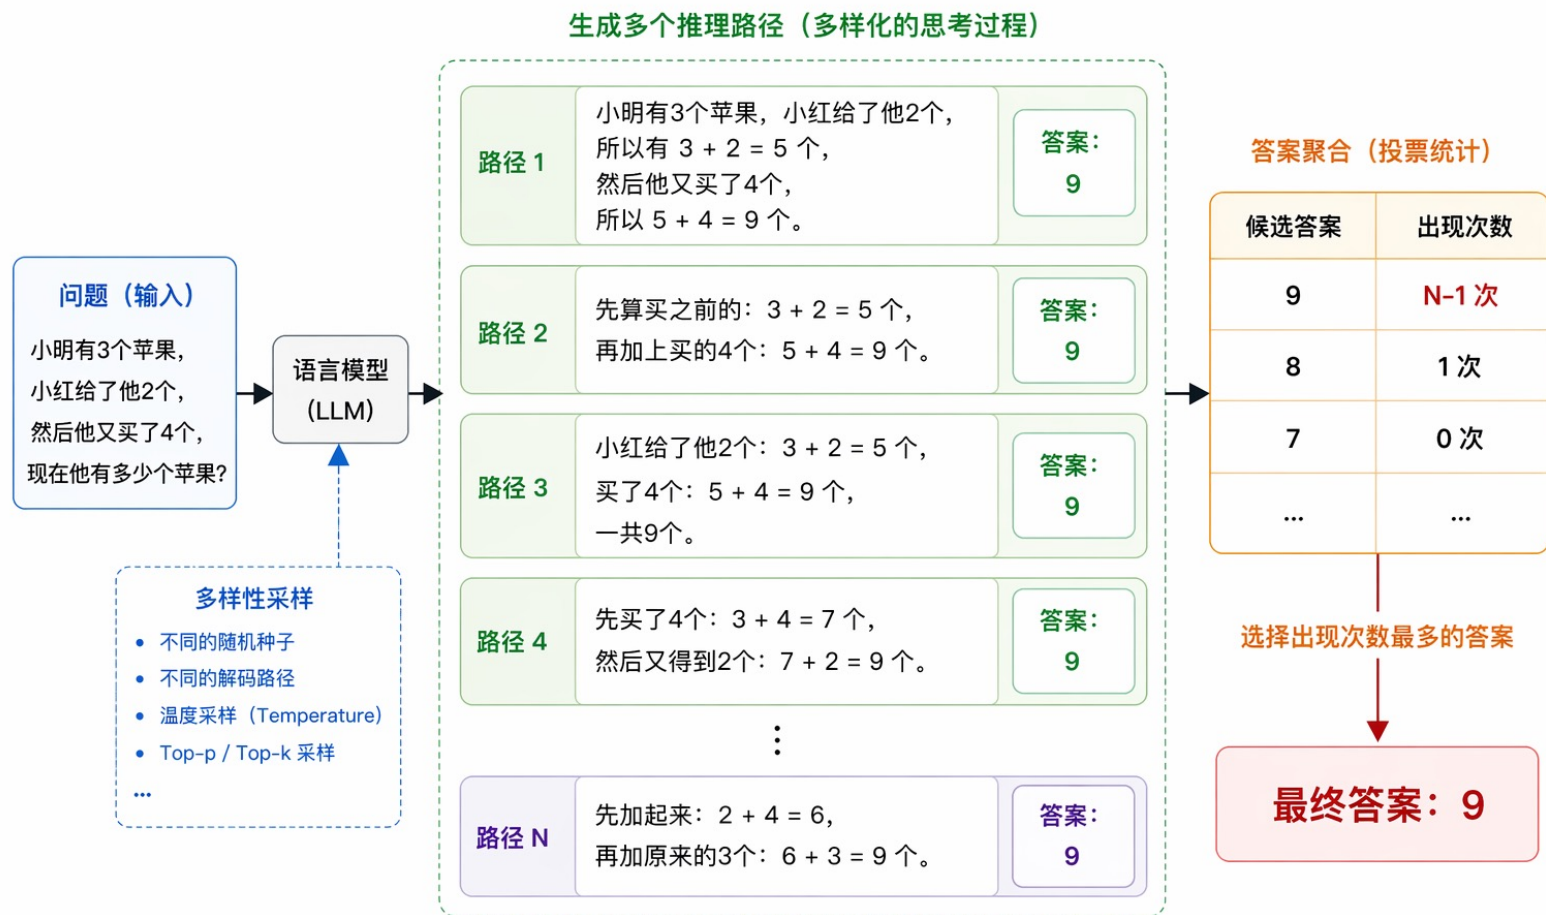 生成多个推理路径（多样化的思考过程）
问题（输入）
小明有3个苹果，
小红给了他2个，
然后他又买了4个，
现在他有多少个苹果?
语言模型
（LLM）
多样性采样
• 不同的随机种子
• 不同的解码路径
• 温度采样（Temperature）
• Top-p / Top-k 采样
...
路径 1
小明有3个苹果，小红给了他2个，
所以有 3 + 2 = 5 个，
然后他又买了4个，
所以 5 + 4 = 9 个。
答案：
9
路径 2
先算买之前的：3 + 2 = 5 个，
再加上买的4个：5 + 4 = 9 个。
答案：
9
路径 3
小红给了他2个：3 + 2 = 5 个，
买了4个：5 + 4 = 9 个，
一共9个。
答案：
9
路径 4
先买了4个：3 + 4 = 7 个，
然后又得到2个：7 + 2 = 9 个。
答案：
9
⋮
路径 N
先加起来：2 + 4 = 6，
再加原来的3个：6 + 3 = 9 个。
答案：
9
答案聚合（投票统计）
候选答案 出现次数
9 N-1 次
8 1 次
7 0 次
... ...
选择出现次数最多的答案
最终答案：9